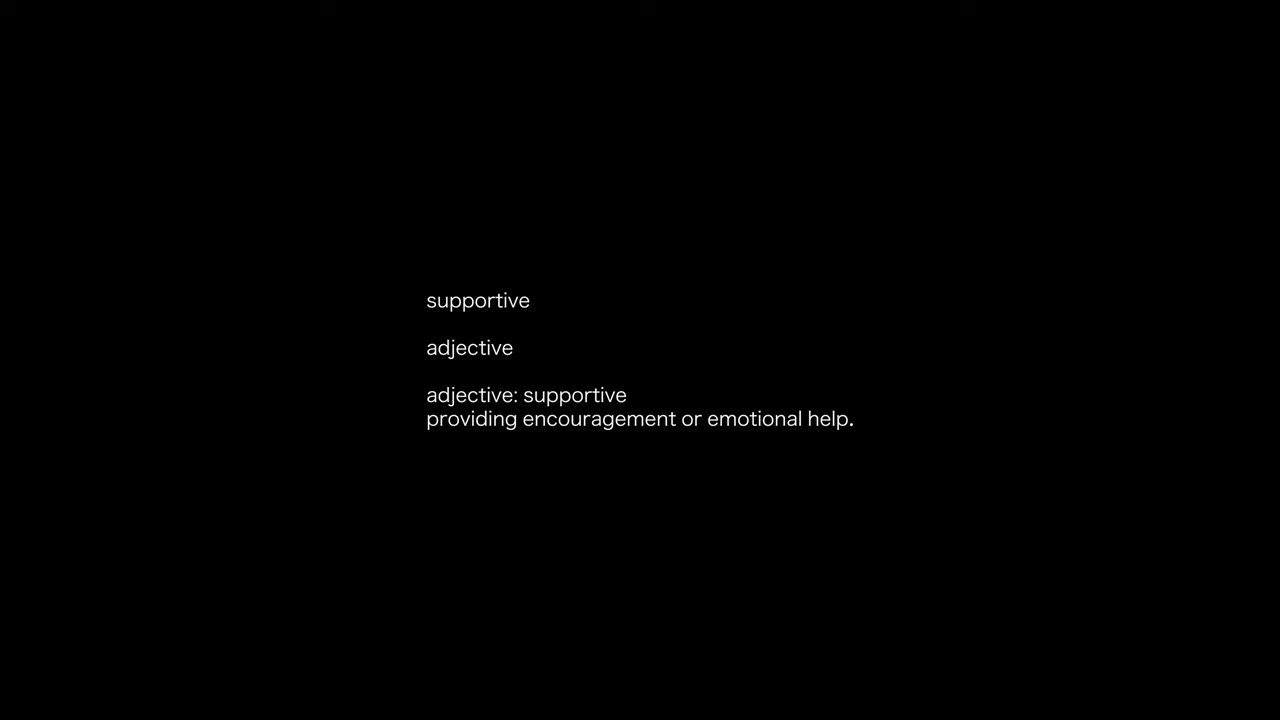 supportive
adjective
adjective: supportive
providing encouragement or emotional help.